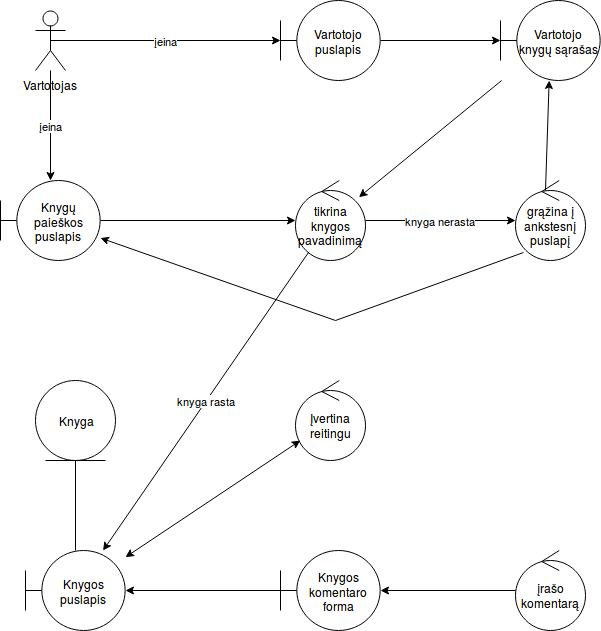 Vartotojo
puslapis
Vartotojo
knygų sąrašas
įeina
Vartotojas
įeina
Knygų
paieškos
puslapis
tikrina
knygos
pavadinimą
knyga nerasta
grąžina į
ankstesnį
puslapį
knyga rasta
Knyga
Įvertina
reitingu
Knygos
puslapis
Knygos
komentaro
forma
įrašo
komentarą